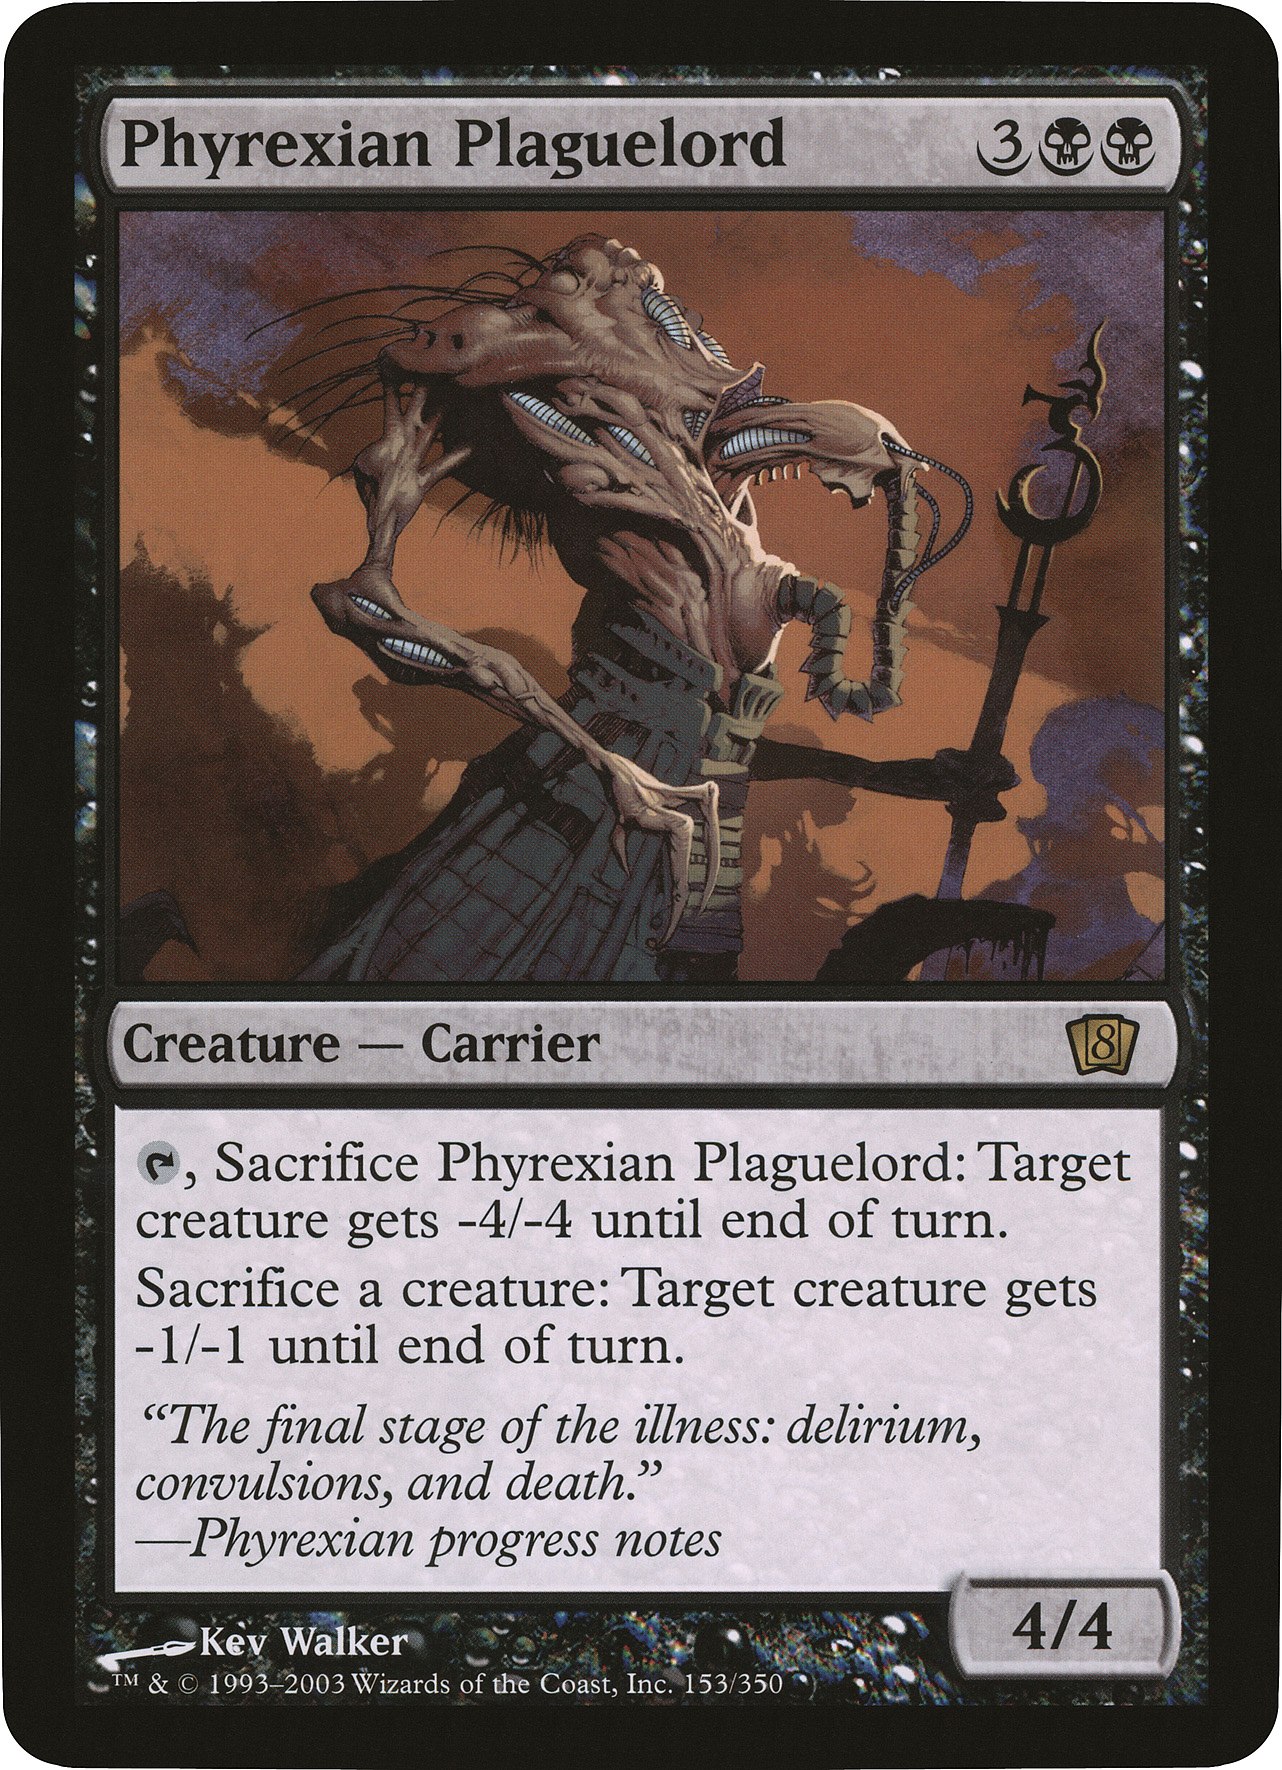 Phyrexian Plaguelord 3
Creature — Carrier 8
, Sacrifice Phyrexian Plaguelord: Target
creature gets -4/-4 until end of turn.
Sacrifice a creature: Target creature gets
-1/-1 until end of turn.
“The final stage of the illness: delirium,
convulsions, and death.”
—Phyrexian progress notes
4/4
Kev Walker
™ & © 1993–2003 Wizards of the Coast, Inc. 153/350